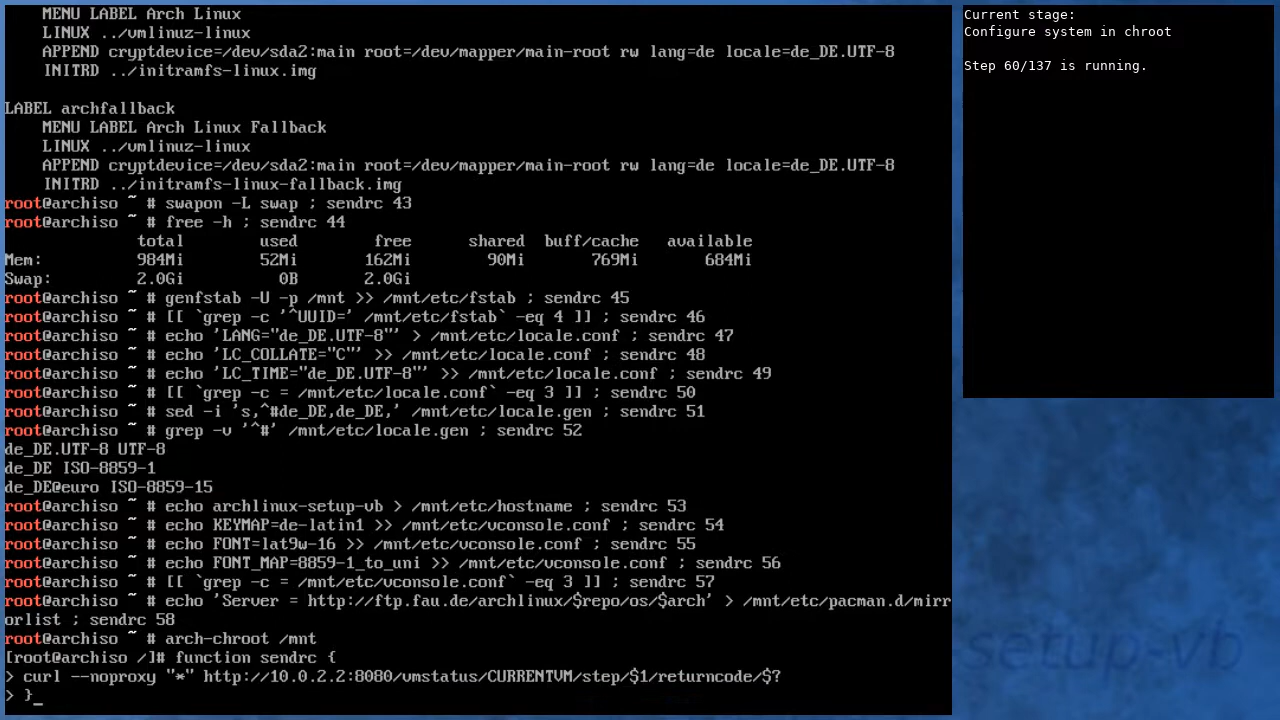 MENU LABEL Arch Linux
LINUX ../vmlinuz-linux
APPEND cryptdevice=/dev/sda2:main root=/dev/mapper/main-root rw lang=de locale=de_DE.UTF-8
INITRD ../initramfs-linux.img
LABEL archfallback
MENU LABEL Arch Linux Fallback
LINUX ../vmlinuz-linux
APPEND cryptdevice=/dev/sda2:main root=/dev/mapper/main-root rw lang=de locale=de_DE.UTF-8
INITRD ../initramfs-linux-fallback.img
root@archiso ~ # swapon -L swap ; sendrc 43
root@archiso ~ # free -h ; sendrc 44
total used free shared buff/cache available
Mem: 984Mi 52Mi 162Mi 90Mi 769Mi 684Mi
Swap: 2.0Gi 0B 2.0Gi
root@archiso ~ # genfstab -U -p /mnt >> /mnt/etc/fstab ; sendrc 45
root@archiso ~ # [[ `grep -c '^UUID=' /mnt/etc/fstab` -eq 4 ]] ; sendrc 46
root@archiso ~ # echo 'LANG="de_DE.UTF-8"' > /mnt/etc/locale.conf ; sendrc 47
root@archiso ~ # echo 'LC_COLLATE="C"' >> /mnt/etc/locale.conf ; sendrc 48
root@archiso ~ # echo 'LC_TIME="de_DE.UTF-8"' >> /mnt/etc/locale.conf ; sendrc 49
root@archiso ~ # [[ `grep -c = /mnt/etc/locale.conf` -eq 3 ]] ; sendrc 50
root@archiso ~ # sed -i 's,^#de_DE,de_DE,' /mnt/etc/locale.gen ; sendrc 51
root@archiso ~ # grep -v '^#' /mnt/etc/locale.gen ; sendrc 52
de_DE.UTF-8 UTF-8
de_DE ISO-8859-1
de_DE@euro ISO-8859-15
root@archiso ~ # echo archlinux-setup-vb > /mnt/etc/hostname ; sendrc 53
root@archiso ~ # echo KEYMAP=de-latin1 >> /mnt/etc/vconsole.conf ; sendrc 54
root@archiso ~ # echo FONT=lat9w-16 >> /mnt/etc/vconsole.conf ; sendrc 55
root@archiso ~ # echo FONT_MAP=8859-1_to_uni >> /mnt/etc/vconsole.conf ; sendrc 56
root@archiso ~ # [[ `grep -c = /mnt/etc/vconsole.conf` -eq 3 ]] ; sendrc 57
root@archiso ~ # echo 'Server = http://ftp.fau.de/archlinux/$repo/os/$arch' > /mnt/etc/pacman.d/mirr
orlist ; sendrc 58
root@archiso ~ # arch-chroot /mnt
[root@archiso /]# function sendrc {
> curl --noproxy "*" http://10.0.2.2:8080/vmstatus/CURRENTVM/step/$1/returncode/$?
> }_
Current stage:
Configure system in chroot
Step 60/137 is running.
setup-vb